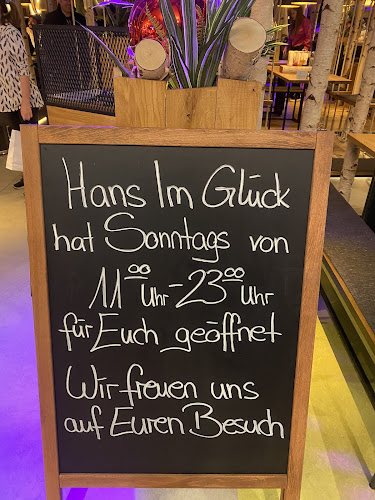 Hans Im Glück
hat Sonntags von
11⁰⁰ Uhr - 23⁰⁰ Uhr
für Euch geöffnet
Wir freuen uns
auf Euren Besuch